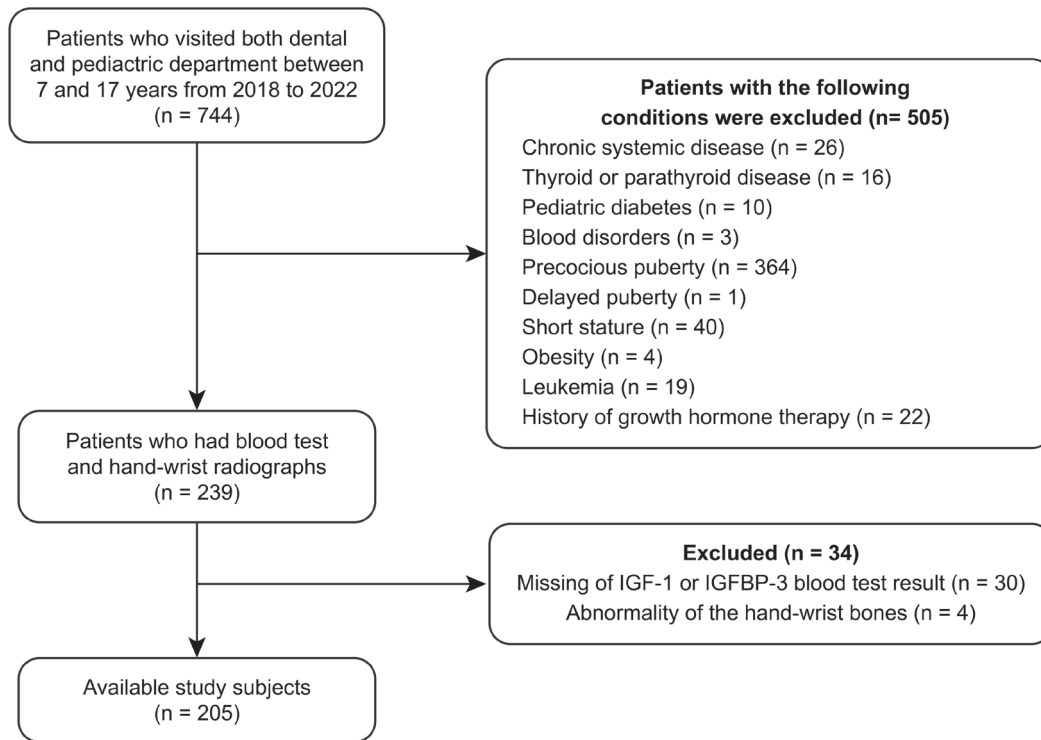 Patients who visited both dental
and pediactric department between
7 and 17 years from 2018 to 2022
(n = 744)
Patients with the following
conditions were excluded (n= 505)
Chronic systemic disease (n = 26)
Thyroid or parathyroid disease (n = 16)
Pediatric diabetes (n = 10)
Blood disorders (n = 3)
Precocious puberty (n = 364)
Delayed puberty (n = 1)
Short stature (n = 40)
Obesity (n = 4)
Leukemia (n = 19)
History of growth hormone therapy (n = 22)
Patients who had blood test
and hand-wrist radiographs
(n = 239)
Excluded (n = 34)
Missing of IGF-1 or IGFBP-3 blood test result (n = 30)
Abnormality of the hand-wrist bones (n = 4)
Available study subjects
(n = 205)